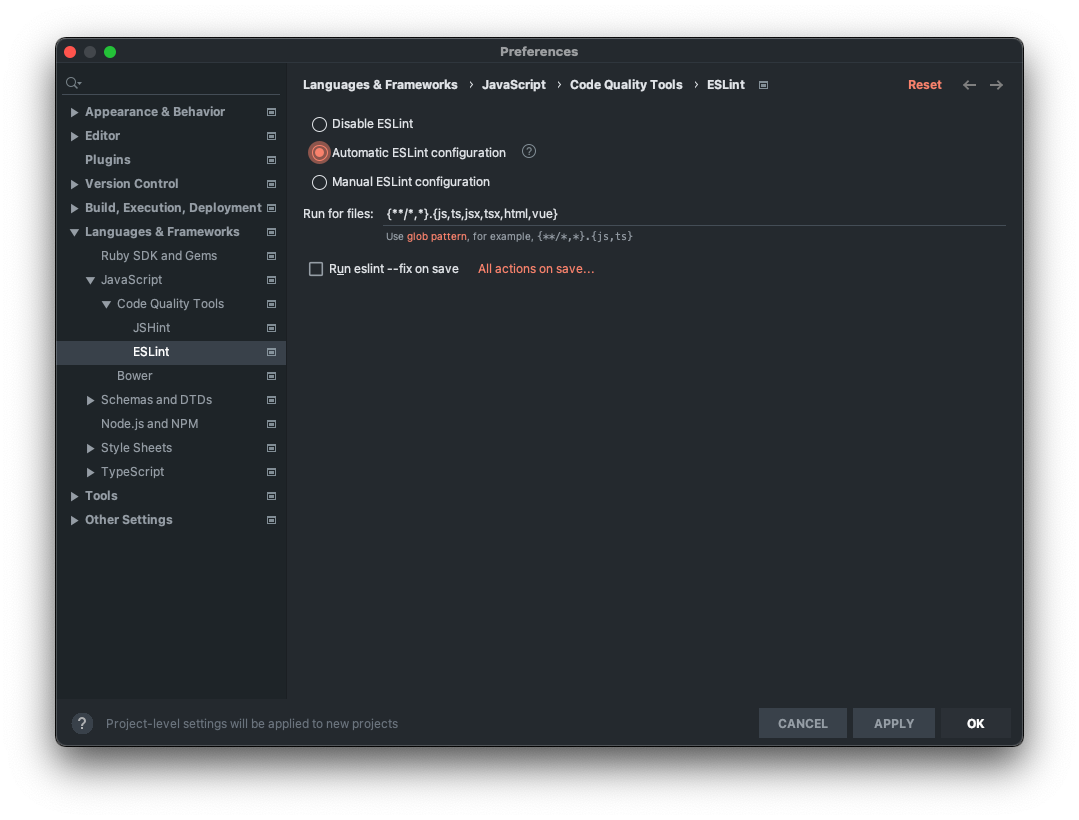 Preferences
Languages & Frameworks › JavaScript › Code Quality Tools › ESLint
Reset
Appearance & Behavior
Editor
Plugins
Version Control
Build, Execution, Deployment
Languages & Frameworks
Ruby SDK and Gems
JavaScript
Code Quality Tools
JSHint
ESLint
Bower
Schemas and DTDs
Node.js and NPM
Style Sheets
TypeScript
Tools
Other Settings
Disable ESLint
Automatic ESLint configuration ?
Manual ESLint configuration
Run for files: {**/*,*}.{js,ts,jsx,tsx,html,vue}
Use glob pattern, for example, {**/*,*}.{js,ts}
Run eslint --fix on save All actions on save...
? Project-level settings will be applied to new projects
CANCEL APPLY OK